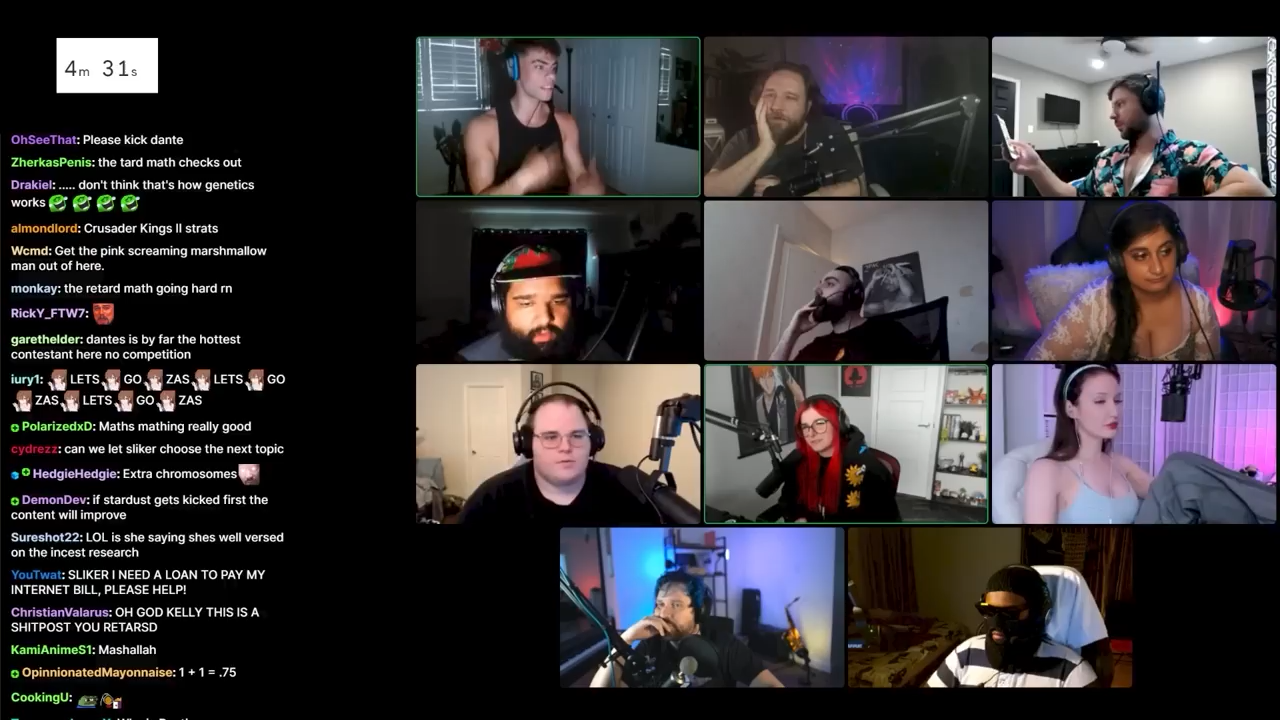 4m 31s
OhSeeThat: Please kick dante
ZherkasPenis: the tard math checks out
Drakiel: ..... don't think that's how genetics
works
almondlord: Crusader Kings II strats
Wcmd: Get the pink screaming marshmallow
man out of here.
monkay: the retard math going hard rn
RickY_FTW7:
garethelder: dantes is by far the hottest
contestant here no competition
iury1: LETS GO ZAS LETS GO
ZAS LETS GO ZAS
PolarizedxD: Maths mathing really good
cydrezz: can we let sliker choose the next topic
HedgieHedgie: Extra chromosomes
DemonDev: if stardust gets kicked first the
content will improve
Sureshot22: LOL is she saying shes well versed
on the incest research
YouTwat: SLIKER I NEED A LOAN TO PAY MY
INTERNET BILL, PLEASE HELP!
ChristianValarus: OH GOD KELLY THIS IS A
SHITPOST YOU RETARSD
KamiAnimeS1: Mashallah
OpinnionatedMayonnaise: 1 + 1 = .75
CookingU: